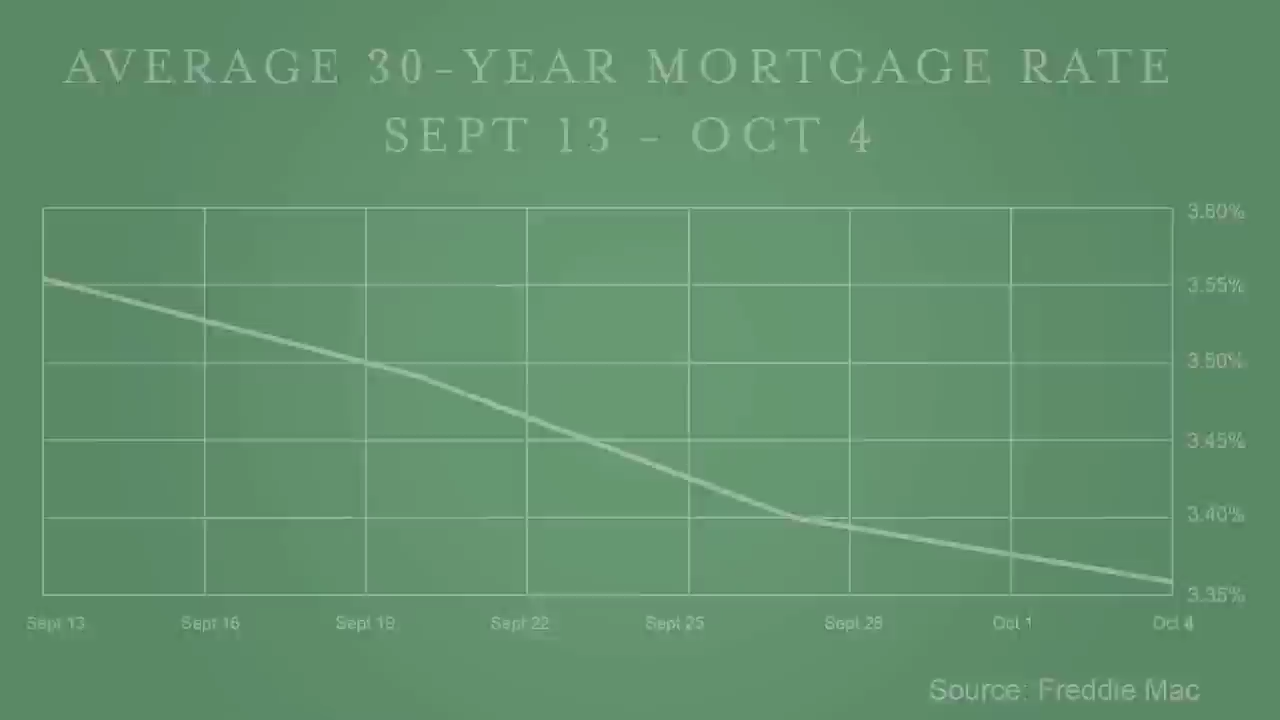 AVERAGE 30-YEAR MORTGAGE RATE
SEPT 13 - OCT 4
3.60%
3.55%
3.50%
3.45%
3.40%
3.35%
Sept 13 Sept 16 Sept 19 Sept 22 Sept 25 Sept 28 Oct 1 Oct 4
Source: Freddie Mac